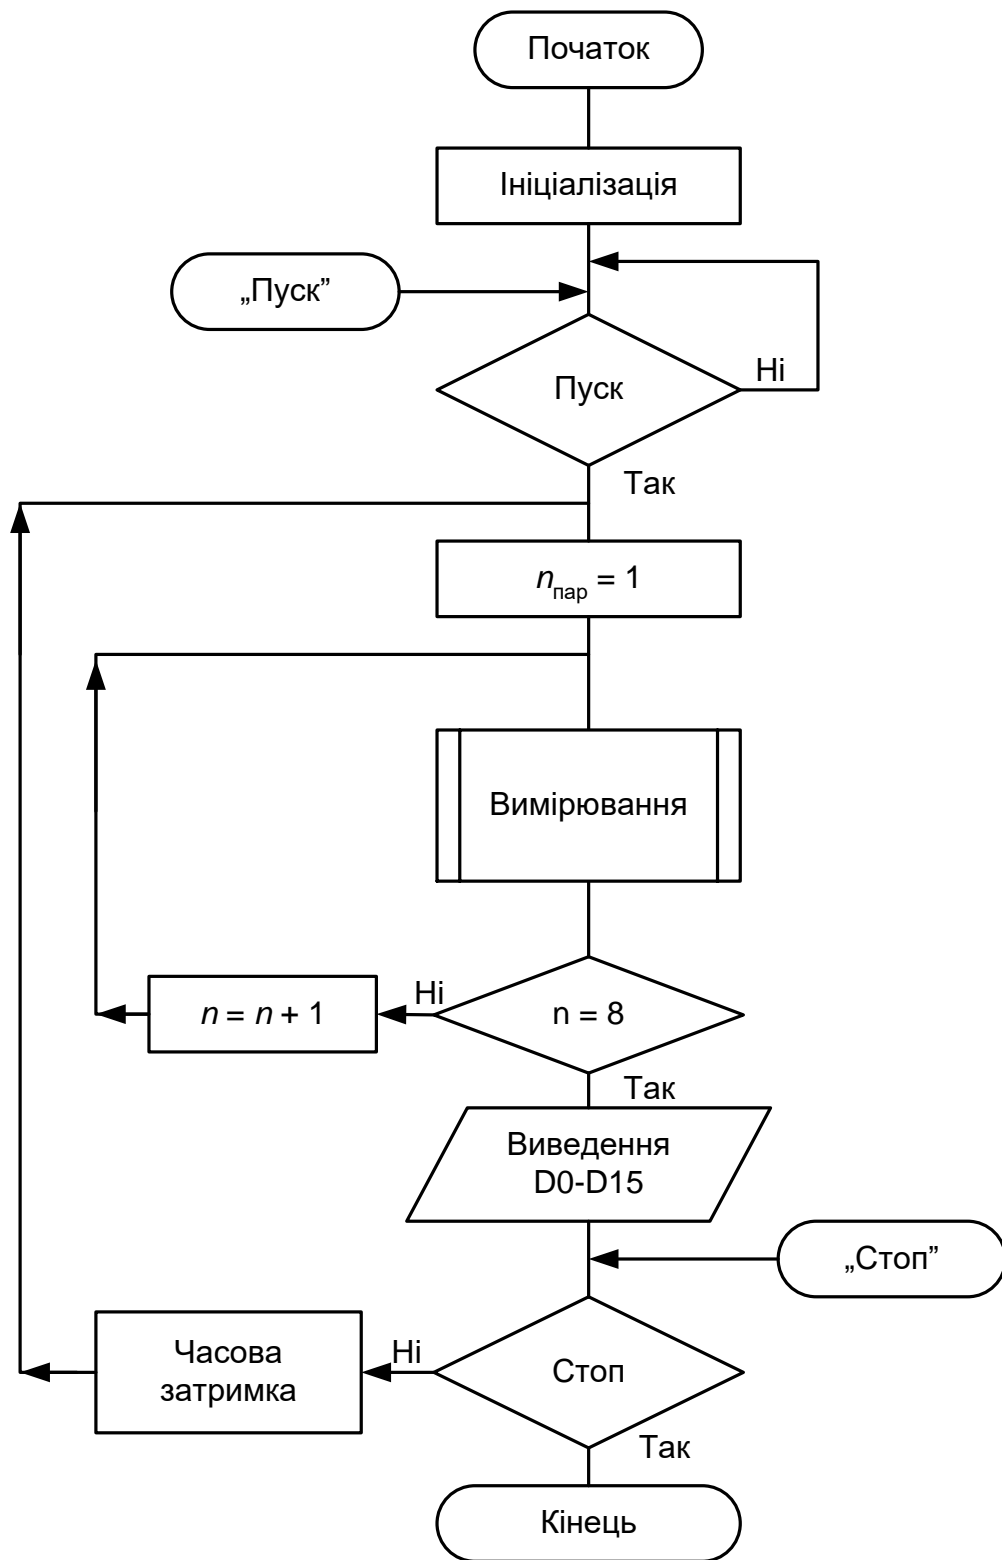 Початок
Ініціалізація
„Пуск”
Пуск
Ні
Так
nпар = 1
Вимірювання
n = n + 1
Ні
n = 8
Так
Виведення
D0-D15
„Стоп”
Часова
затримка
Ні
Стоп
Так
Кінець